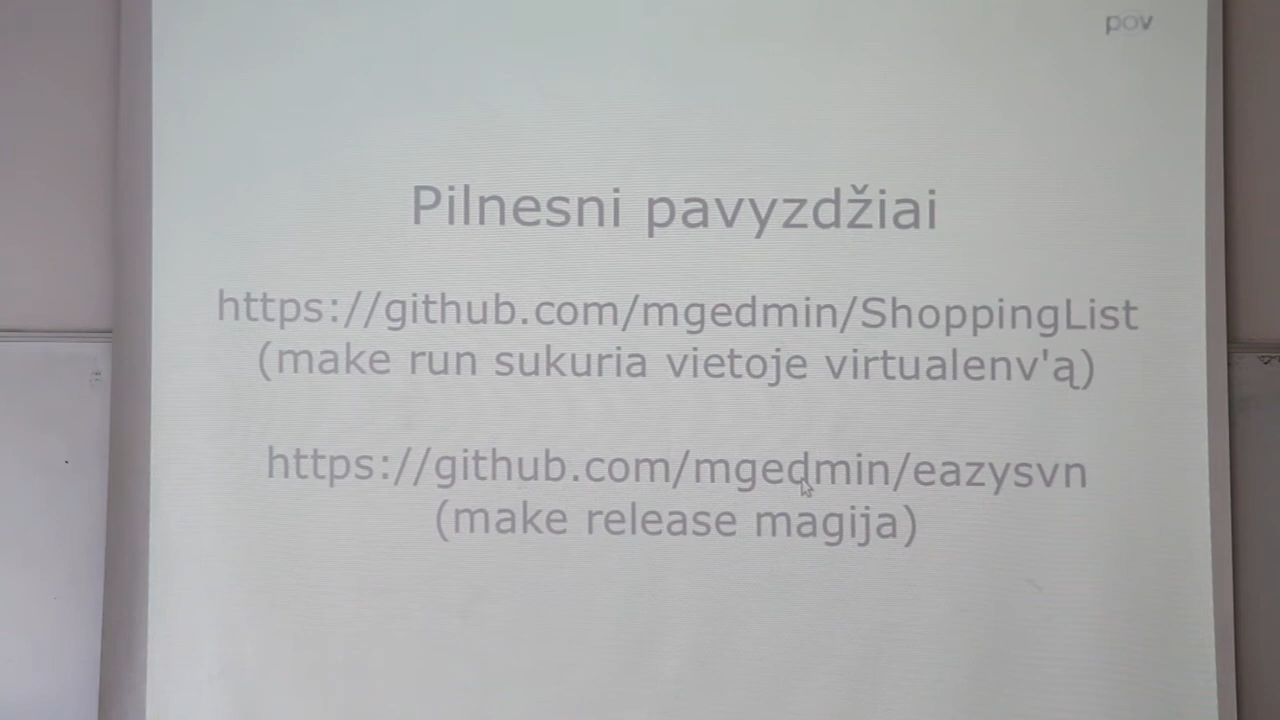 pov
Pilnesni pavyzdžiai
https://github.com/mgedmin/ShoppingList
(make run sukuria vietoje virtualenv'ą)
https://github.com/mgedmin/eazysvn
(make release magija)